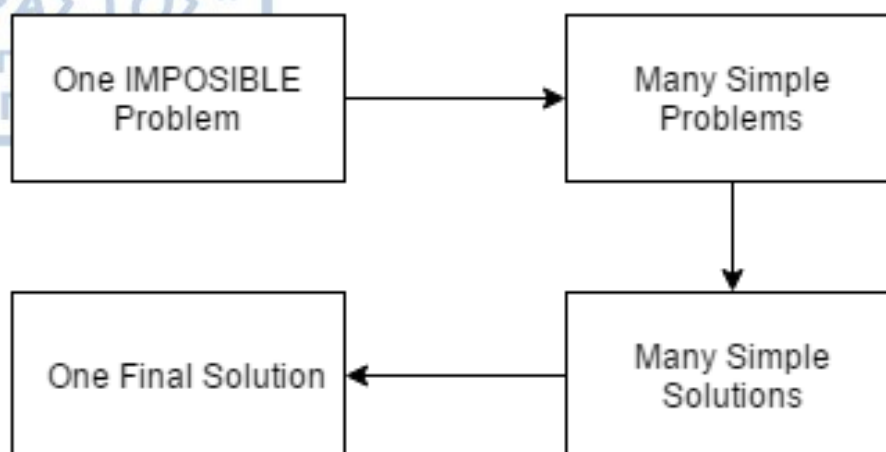 One IMPOSIBLE
Problem
Many Simple
Problems
Many Simple
Solutions
One Final Solution